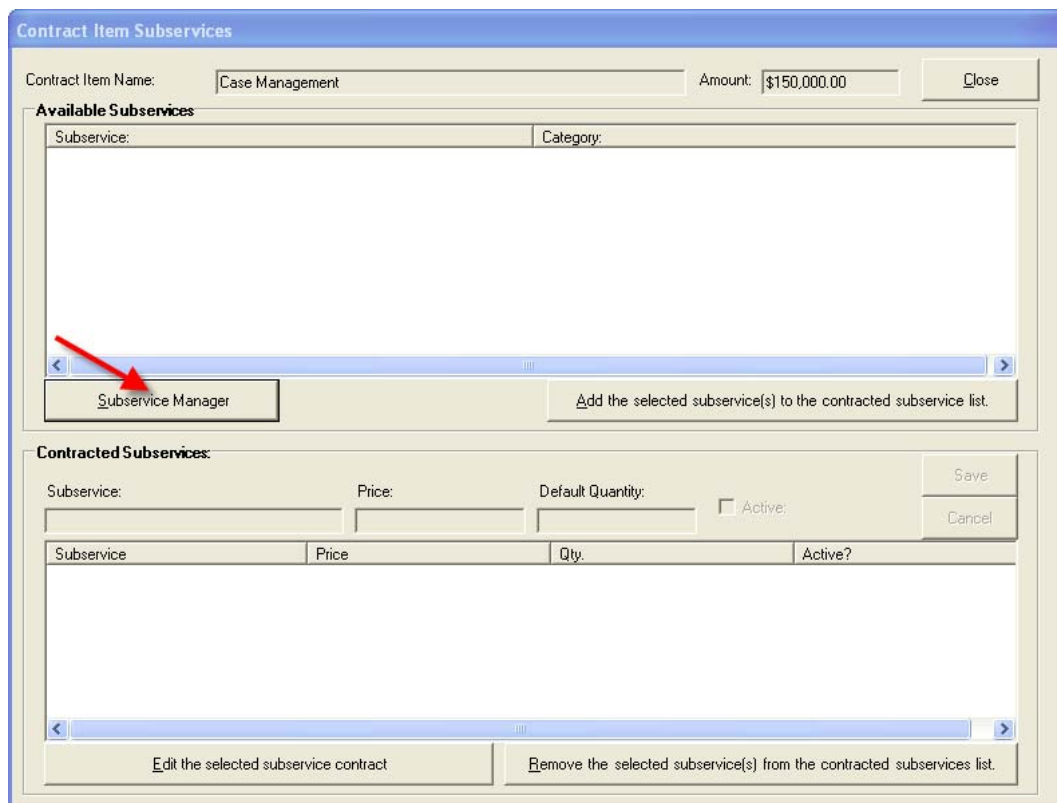 Contract Item Subservices
Contract Item Name: Case Management Amount: $150,000.00 Close
Available Subservices
Subservice: Category:
Subservice Manager Add the selected subservice(s) to the contracted subservice list.
Contracted Subservices:
Save
Subservice: Price: Default Quantity:
Active:
Cancel
Subservice Price Qty. Active?
Edit the selected subservice contract Remove the selected subservice(s) from the contracted subservices list.